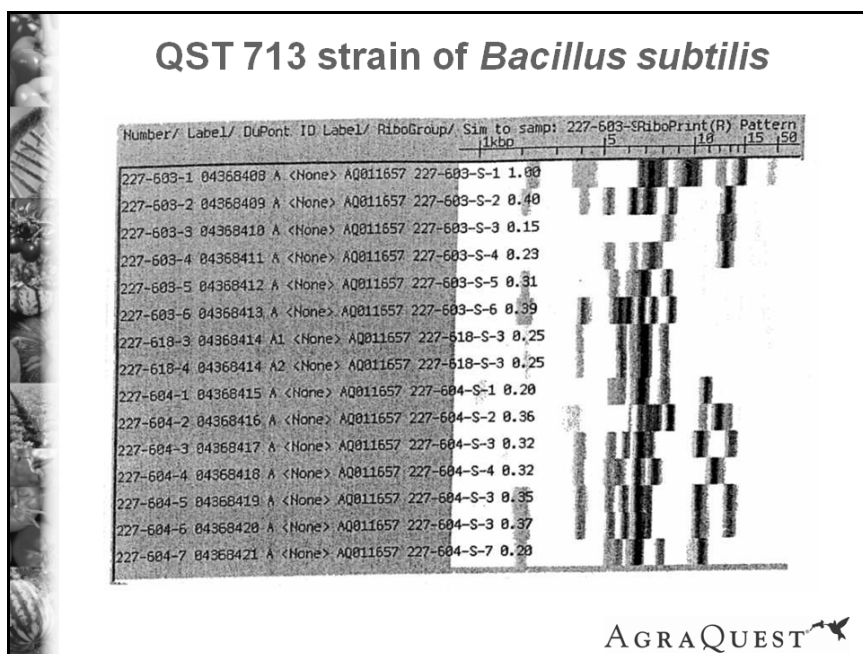 QST 713 strain of Bacillus subtilis
Number/ Label/ DuPont ID Label/ RiboGroup/ Sim to samp: 227-603-SRiboPrint(R) Pattern
1kbp 5 10 15 50
227-603-1 04368408 A <None> AQ011657 227-603-S-1 1.00
227-603-2 04368409 A <None> AQ011657 227-603-S-2 0.40
227-603-3 04368410 A <None> AQ011657 227-603-S-3 0.15
227-603-4 04368411 A <None> AQ011657 227-603-S-4 0.23
227-603-5 04368412 A <None> AQ011657 227-603-S-5 0.31
227-603-6 04368413 A <None> AQ011657 227-603-S-6 0.39
227-618-3 04368414 A1 <None> AQ011657 227-618-S-3 0.25
227-618-4 04368414 A2 <None> AQ011657 227-618-S-3 0.25
227-604-1 04368415 A <None> AQ011657 227-604-S-1 0.20
227-604-2 04368416 A <None> AQ011657 227-604-S-2 0.36
227-604-3 04368417 A <None> AQ011657 227-604-S-3 0.32
227-604-4 04368418 A <None> AQ011657 227-604-S-4 0.32
227-604-5 04368419 A <None> AQ011657 227-604-S-3 0.35
227-604-6 04368420 A <None> AQ011657 227-604-S-3 0.37
227-604-7 04368421 A <None> AQ011657 227-604-S-7 0.20
AGRAQUEST